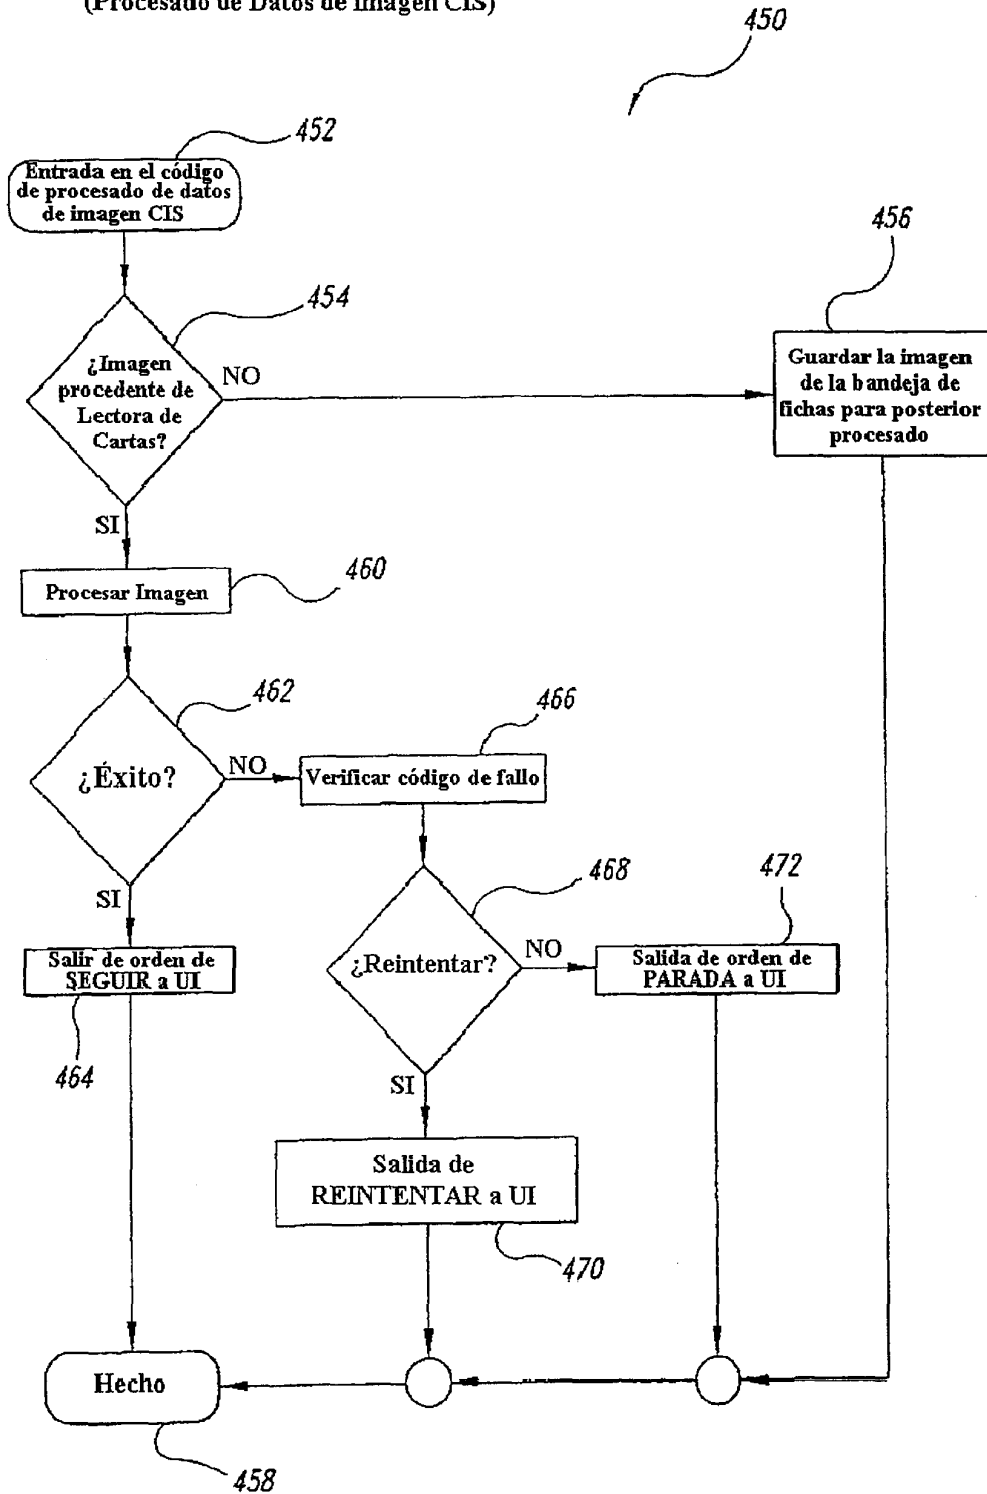 (Procesado de Datos de Imagen CIS)
450
452
Entrada en el código
de procesado de datos
de imagen CIS
456
454
¿Imagen
procedente de
Lectora de
Cartas?
NO
Guardar la imagen
de la bandeja de
fichas para posterior
procesado
SI
460
Procesar Imagen
462
466
¿Éxito?
NO
Verificar código de fallo
468
472
SI
Salir de orden de
SEGUIR a UI
¿Reintentar?
NO
Salida de orden de
PARADA a UI
464
SI
Salida de
REINTENTAR a UI
470
Hecho
458